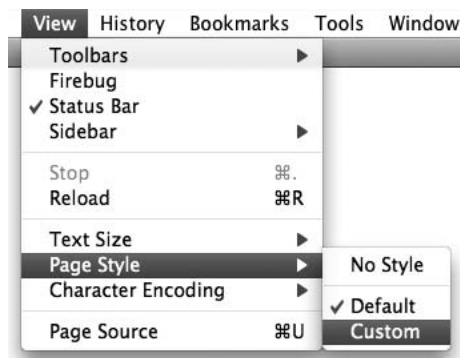 View History Bookmarks Tools Window
Toolbars ▶
Firebug
✓ Status Bar
Sidebar ▶
Stop ⌘.
Reload ⌘R
Text Size ▶
Page Style ▶
Character Encoding ▶
Page Source ⌘U
No Style
✓ Default
Custom